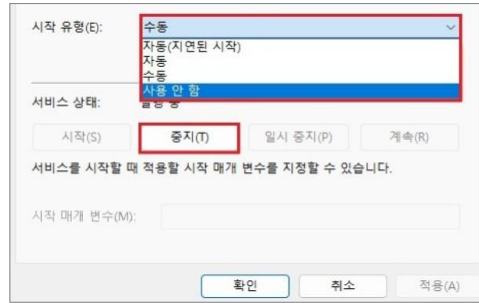 시작 유형(E): 수동
자동(지연된 시작)
자동
수동
사용 안 함
서비스 상태: 실행 중
시작(S) 중지(T) 일시 중지(P) 계속(R)
서비스를 시작할 때 적용할 시작 매개 변수를 지정할 수 있습니다.
시작 매개 변수(M):
확인 취소 적용(A)